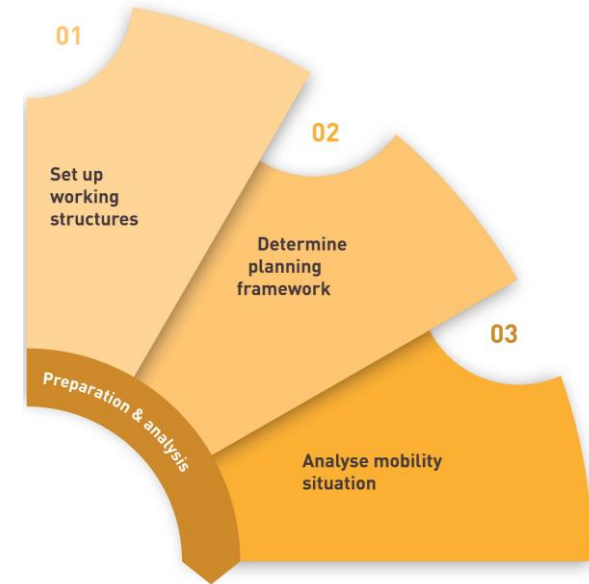 01
Set up
working
structures
02
Determine
planning
framework
03
Analyse mobility
situation
Preparation & analysis